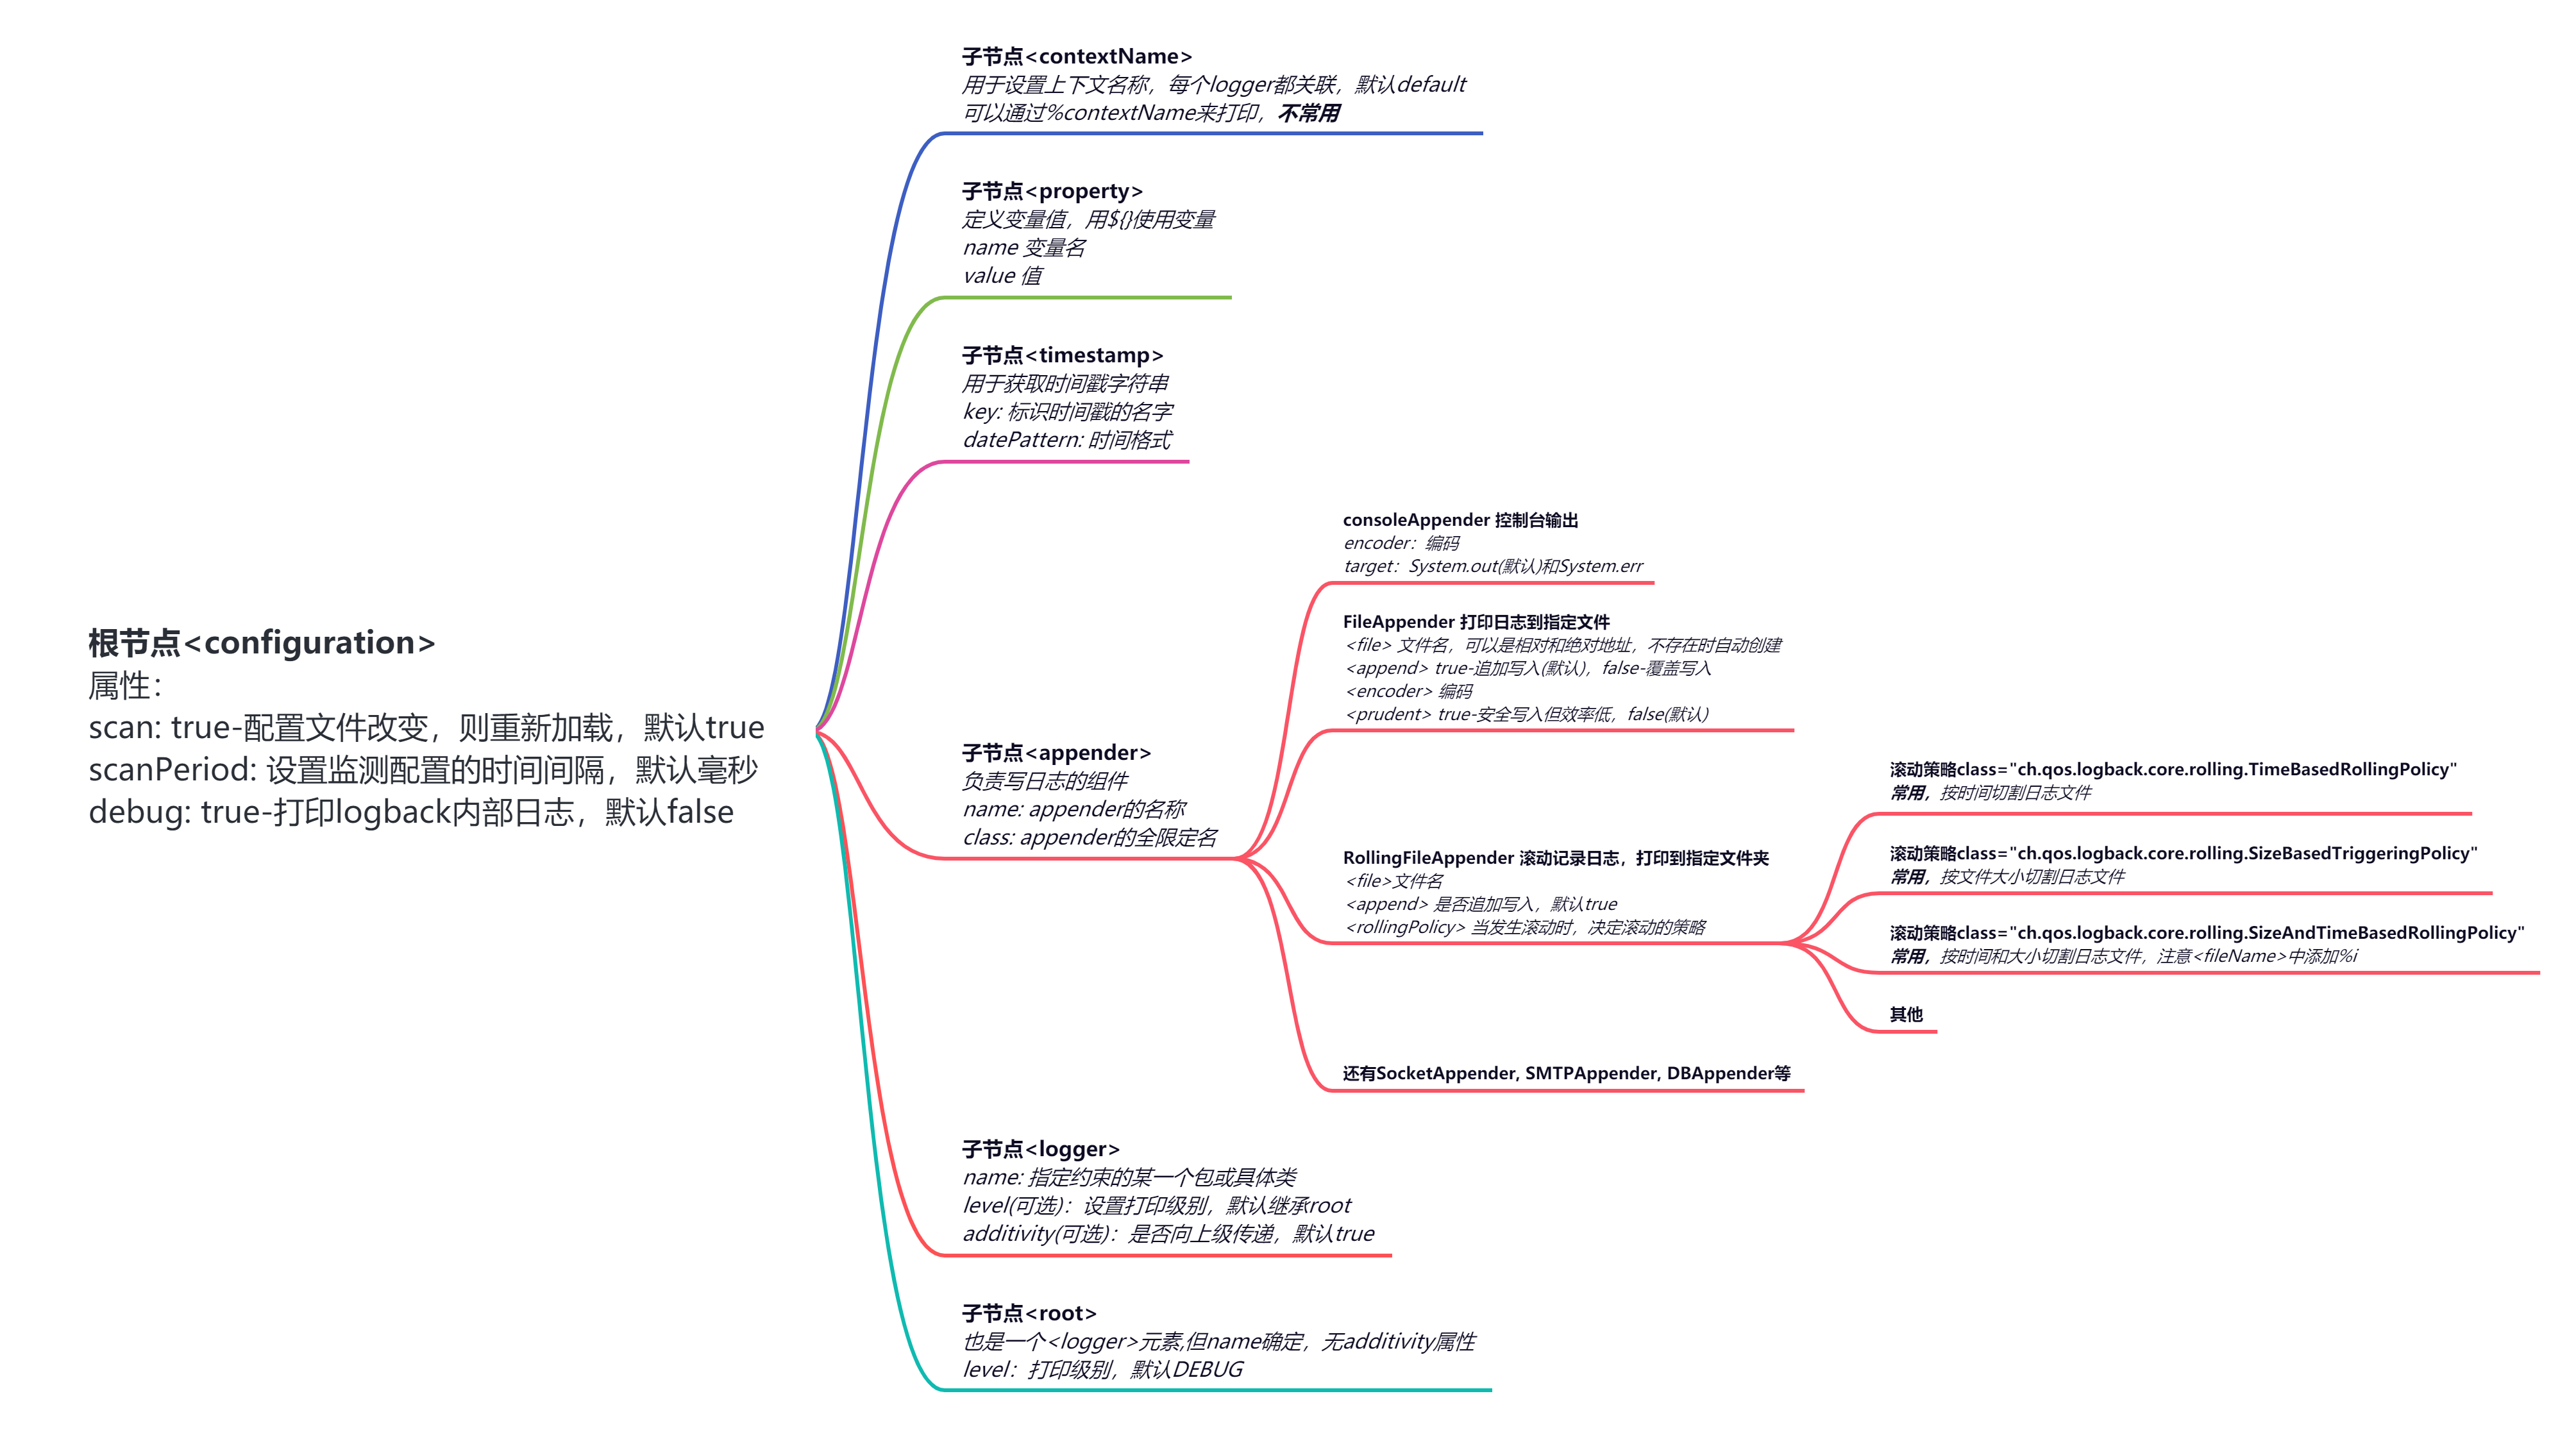 根节点<configuration>
属性：
scan: true-配置文件改变，则重新加载，默认true
scanPeriod: 设置监测配置的时间间隔，默认毫秒
debug: true-打印logback内部日志，默认false
子节点<contextName>
用于设置上下文名称，每个logger都关联，默认default
可以通过%contextName来打印，不常用
子节点<property>
定义变量值，用${}使用变量
name 变量名
value 值
子节点<timestamp>
用于获取时间戳字符串
key: 标识时间戳的名字
datePattern: 时间格式
子节点<appender>
负责写日志的组件
name: appender的名称
class: appender的全限定名
consoleAppender 控制台输出
encoder：编码
target：System.out(默认)和System.err
FileAppender 打印日志到指定文件
<file> 文件名，可以是相对和绝对地址，不存在时自动创建
<append> true-追加写入(默认)，false-覆盖写入
<encoder> 编码
<prudent> true-安全写入但效率低，false(默认)
RollingFileAppender 滚动记录日志，打印到指定文件夹
<file>文件名
<append> 是否追加写入，默认true
<rollingPolicy> 当发生滚动时，决定滚动的策略
滚动策略class="ch.qos.logback.core.rolling.TimeBasedRollingPolicy"
常用，按时间切割日志文件
滚动策略class="ch.qos.logback.core.rolling.SizeBasedTriggeringPolicy"
常用，按文件大小切割日志文件
滚动策略class="ch.qos.logback.core.rolling.SizeAndTimeBasedRollingPolicy"
常用，按时间和大小切割日志文件，注意<fileName>中添加%i
其他
还有SocketAppender, SMTPAppender, DBAppender等
子节点<logger>
name: 指定约束的某一个包或具体类
level(可选)：设置打印级别，默认继承root
additivity(可选)：是否向上级传递，默认true
子节点<root>
也是一个<logger>元素,但name确定，无additivity属性
level：打印级别，默认DEBUG